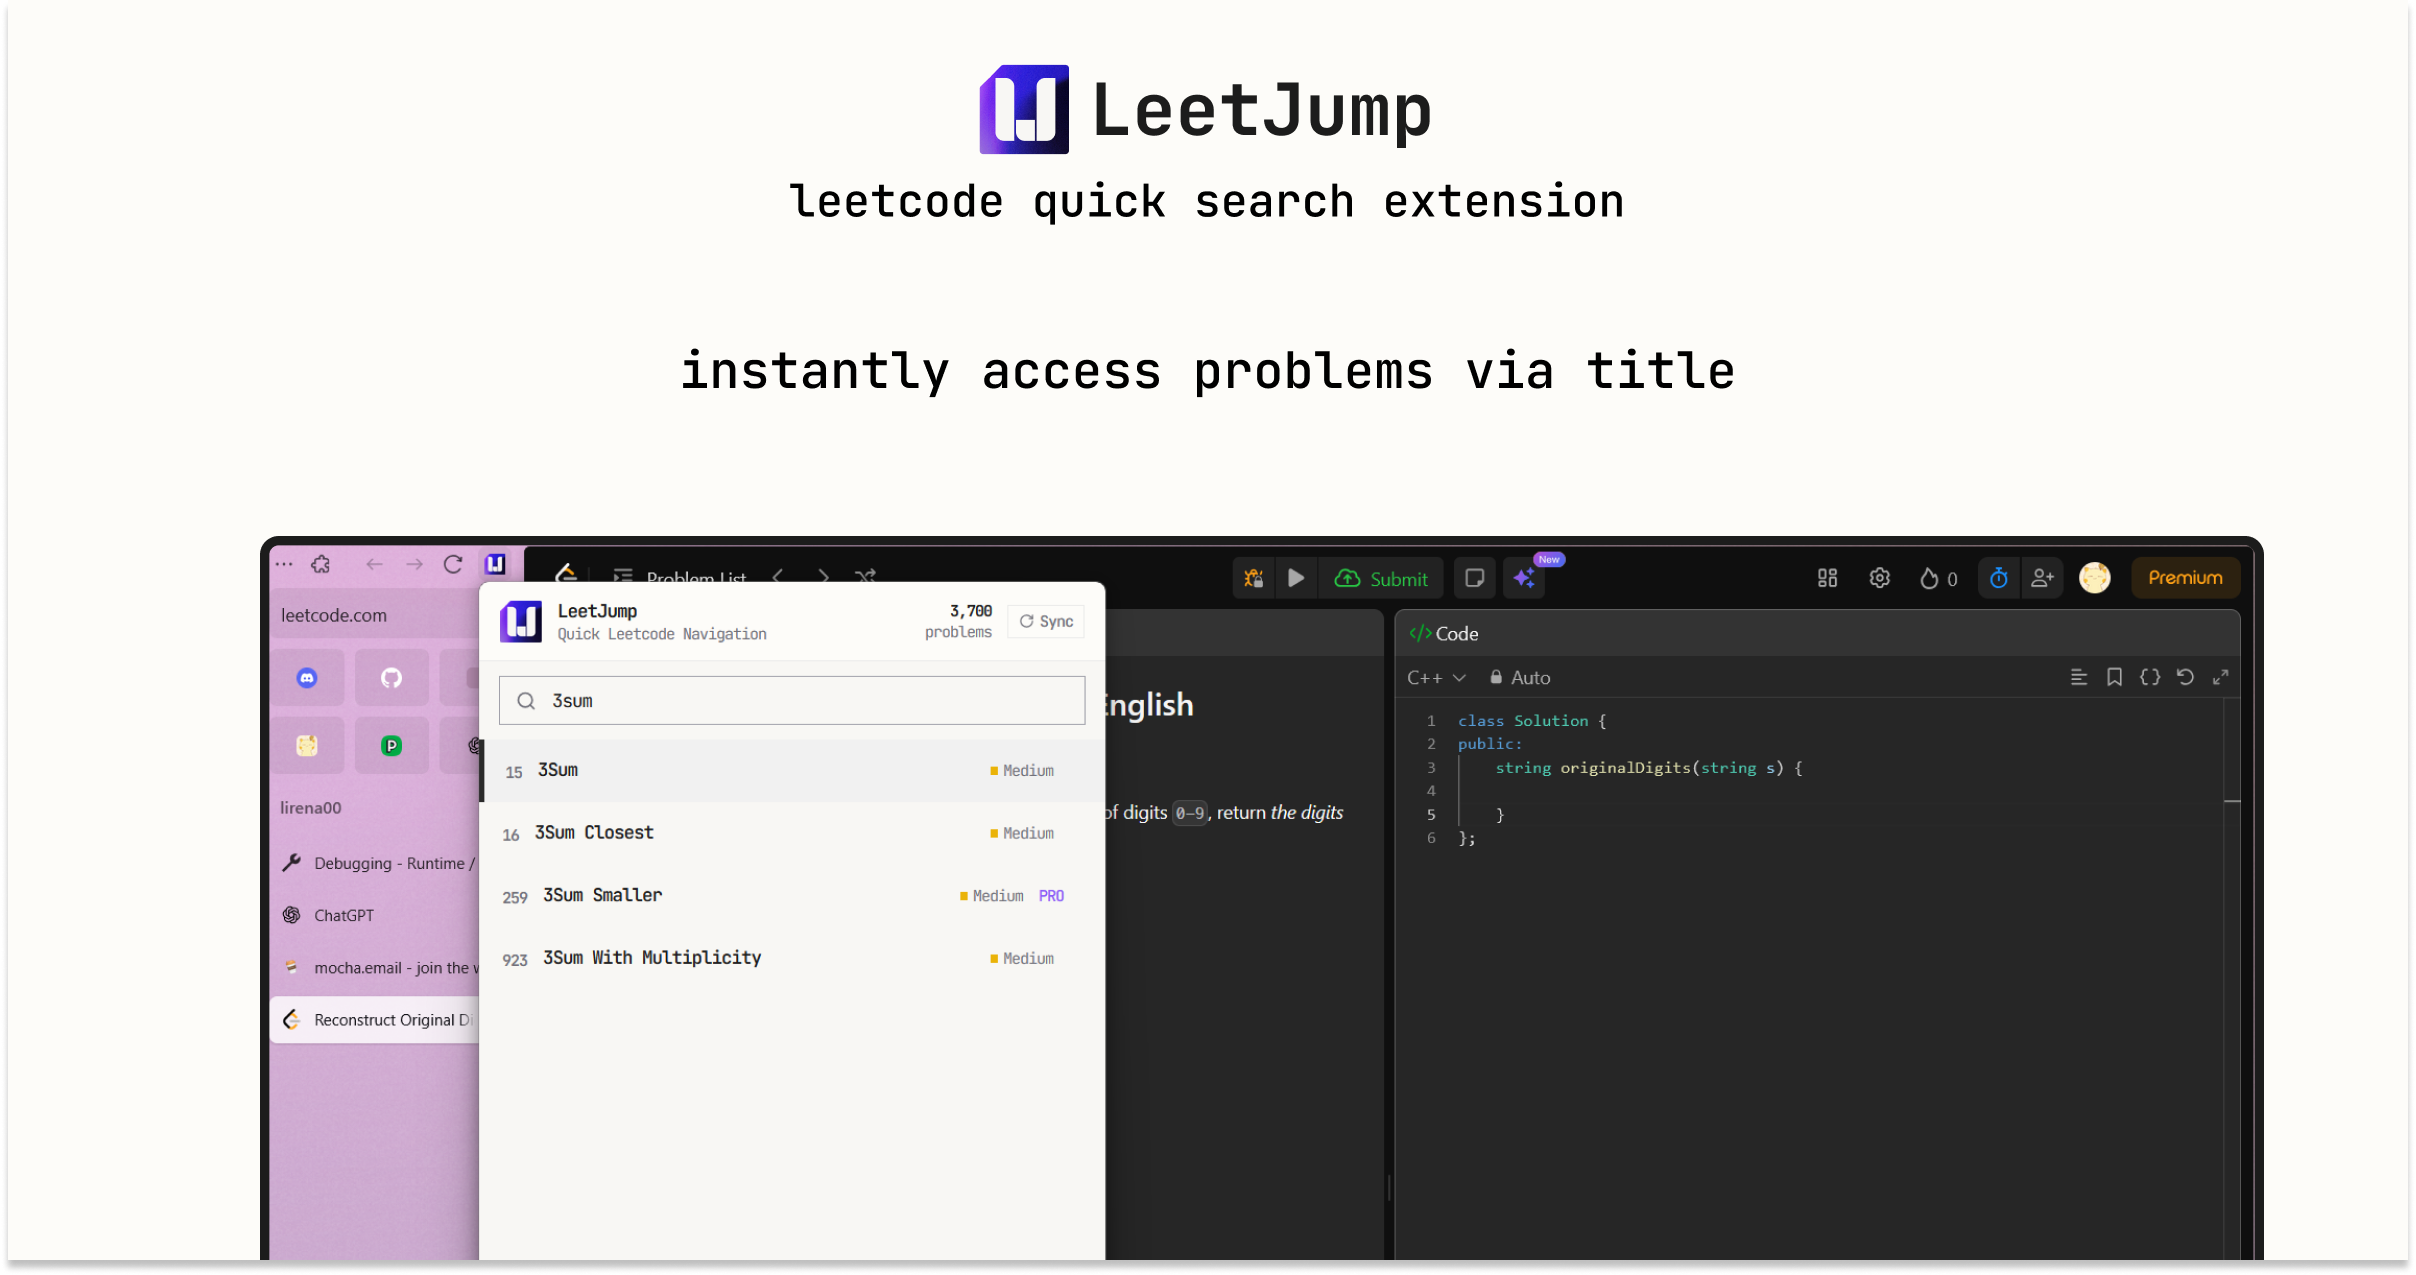 LeetJump
leetcode quick search extension
instantly access problems via title
Problem List
Submit
New
0
Premium
leetcode.com
LeetJump
Quick Leetcode Navigation
3,700
problems
Sync
3sum
15 3Sum Medium
16 3Sum Closest Medium
259 3Sum Smaller Medium PRO
923 3Sum With Multiplicity Medium
lirena00
Debugging - Runtime /
ChatGPT
mocha.email - join the
Reconstruct Original
English
of digits 0-9, return the digits
</> Code
C++ Auto
1 class Solution {
2 public:
3 string originalDigits(string s) {
4
5 }
6 };